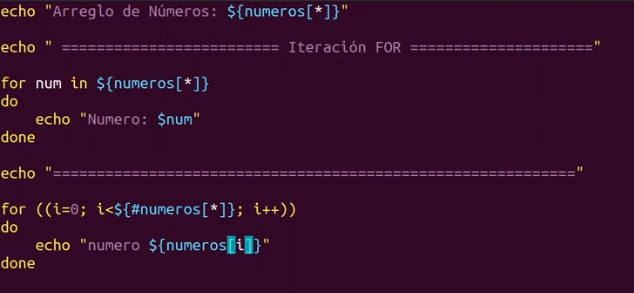 echo "Arreglo de Números: ${numeros[*]}"
echo " ========================= Iteración FOR ====================="
for num in ${numeros[*]}
do
    echo "Numero: $num"
done
echo "============================================================"
for ((i=0; i<${#numeros[*]}; i++))
do
    echo "numero ${numeros[i]}"
done